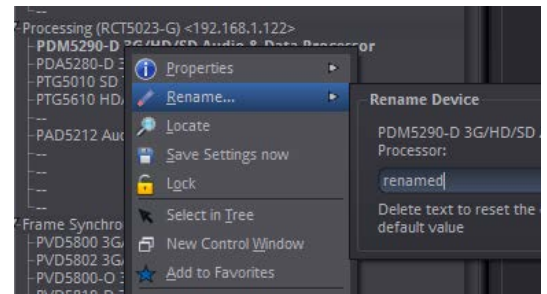 --
Processing (RCT5023-G) <192.168.1.122>
PDM5290-D 3G/HD/SD Audio & Data Processor
PDA5280-D 3
PTG5010 SD
PTG5610 HD/
--
PAD5212 Aud
--
--
--
--
Frame Synchro
PVD5800 3G/
PVD5802 3G/
PVD5800-O 3
Properties
Rename...
Locate
Save Settings now
Lock
Select in Tree
New Control Window
Add to Favorites
Rename Device
PDM5290-D 3G/HD/SD
Processor:
renamed
Delete text to reset the
default value